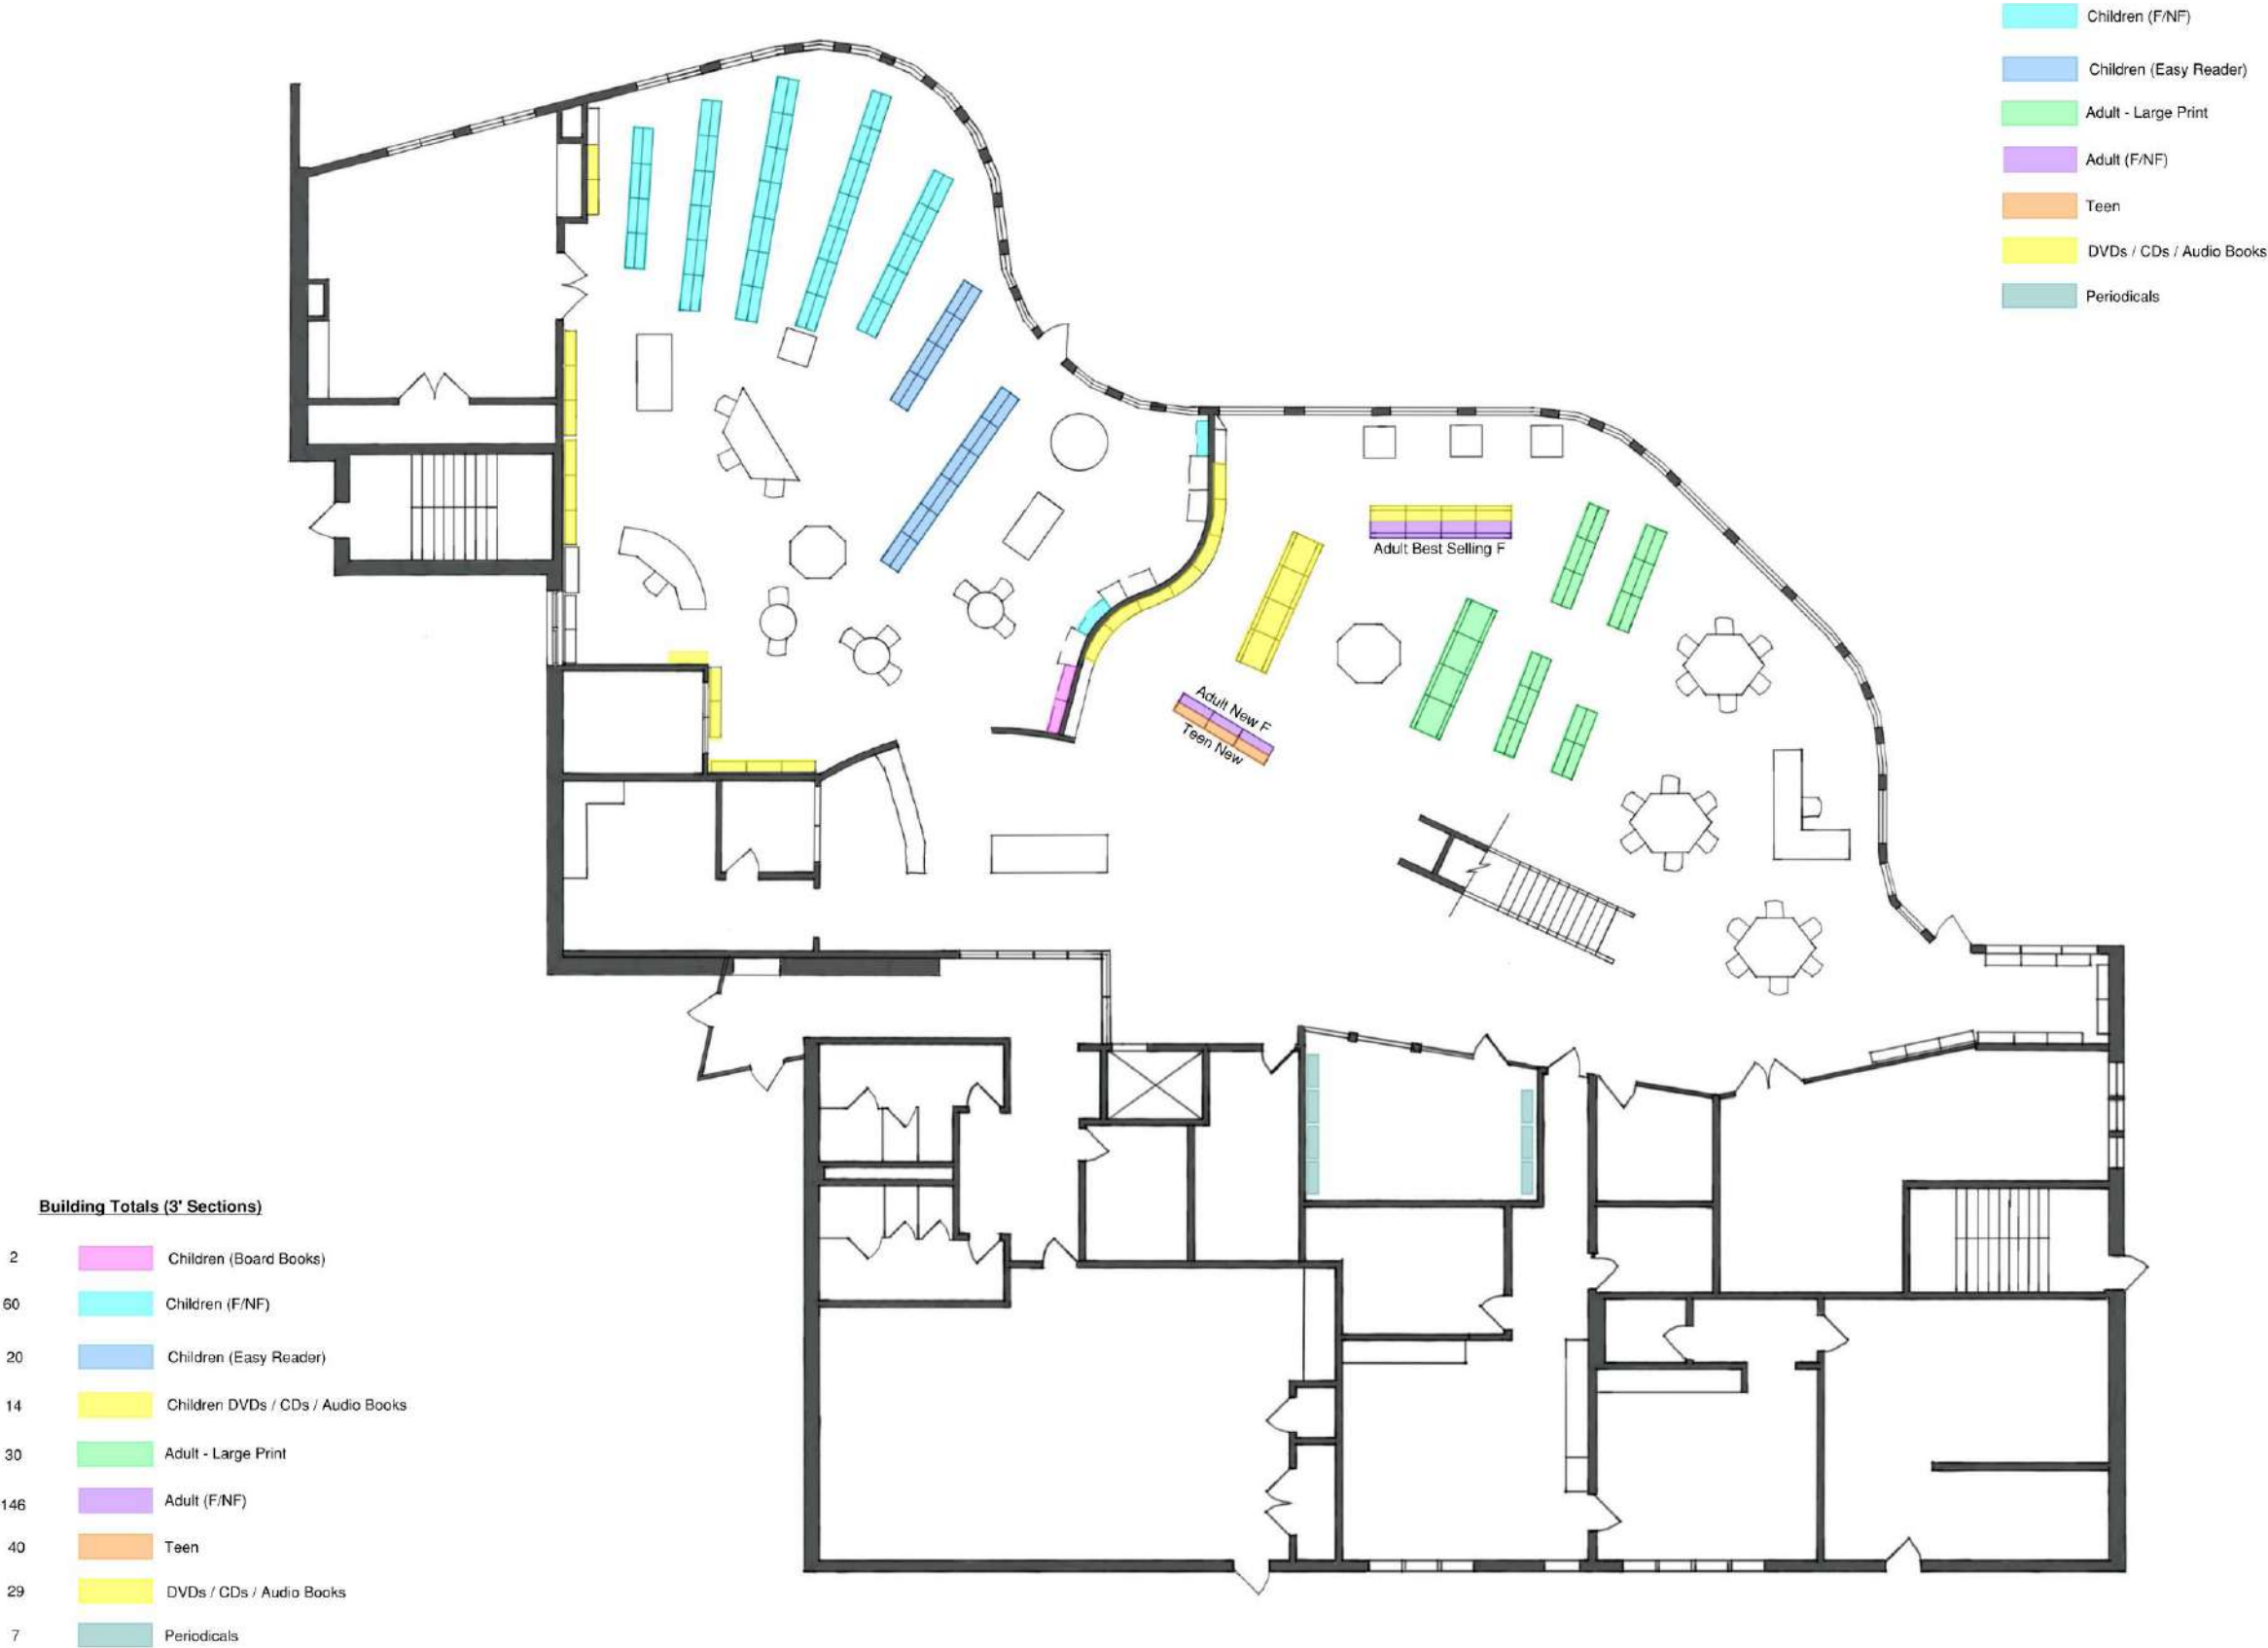 Children (F/NF)
Children (Easy Reader)
Adult - Large Print
Adult (F/NF)
Teen
DVDs / CDs / Audio Books
Periodicals
Adult Best Selling F
Adult New F
Teen New
Building Totals (3' Sections)
2 Children (Board Books)
60 Children (F/NF)
20 Children (Easy Reader)
14 Children DVDs / CDs / Audio Books
30 Adult - Large Print
146 Adult (F/NF)
40 Teen
29 DVDs / CDs / Audio Books
7 Periodicals